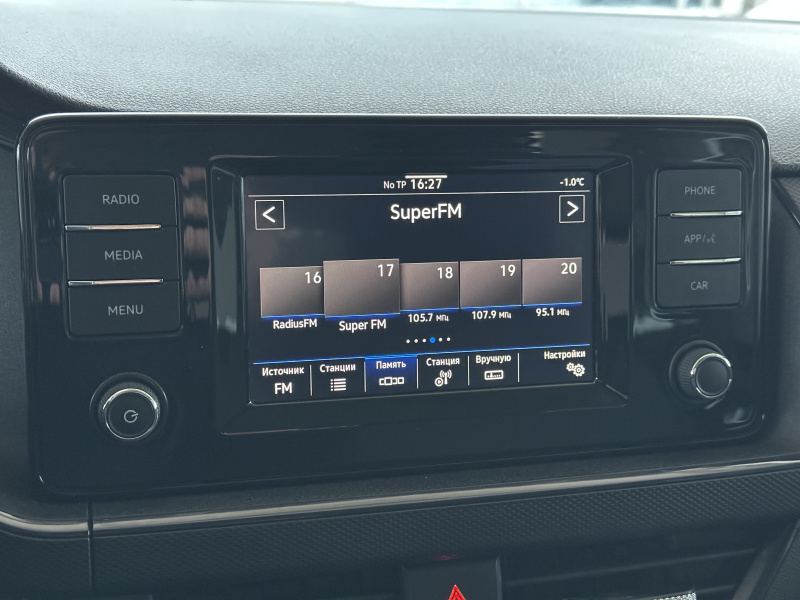 RADIO
MEDIA
MENU
No TP 16:27 -1.0°C
< SuperFM >
16 17 18 19 20
RadiusFM Super FM 105.7 МГц 107.9 МГц 95.1 МГц
Источник Станции Память Станция Вручную Настройки
FM
PHONE
APP/
CAR